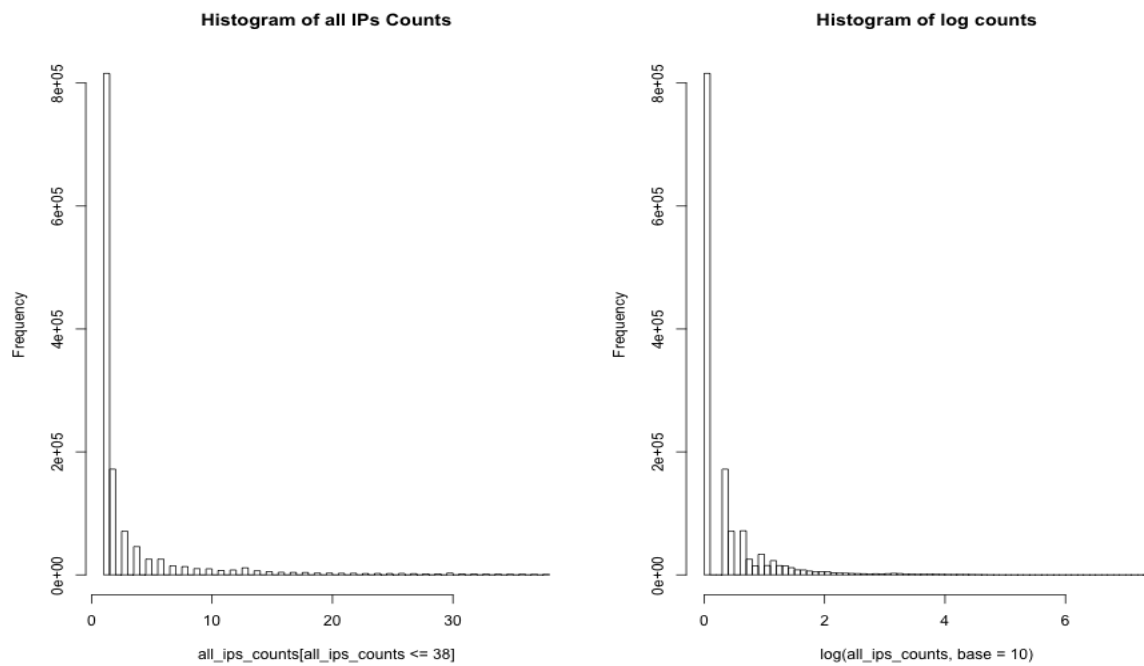 Histogram of all IPs Counts
Frequency
0e+00 2e+05 4e+05 6e+05 8e+05
0 10 20 30
all_ips_counts[all_ips_counts <= 38]
Histogram of log counts
Frequency
0e+00 2e+05 4e+05 6e+05 8e+05
0 2 4 6
log(all_ips_counts, base = 10)